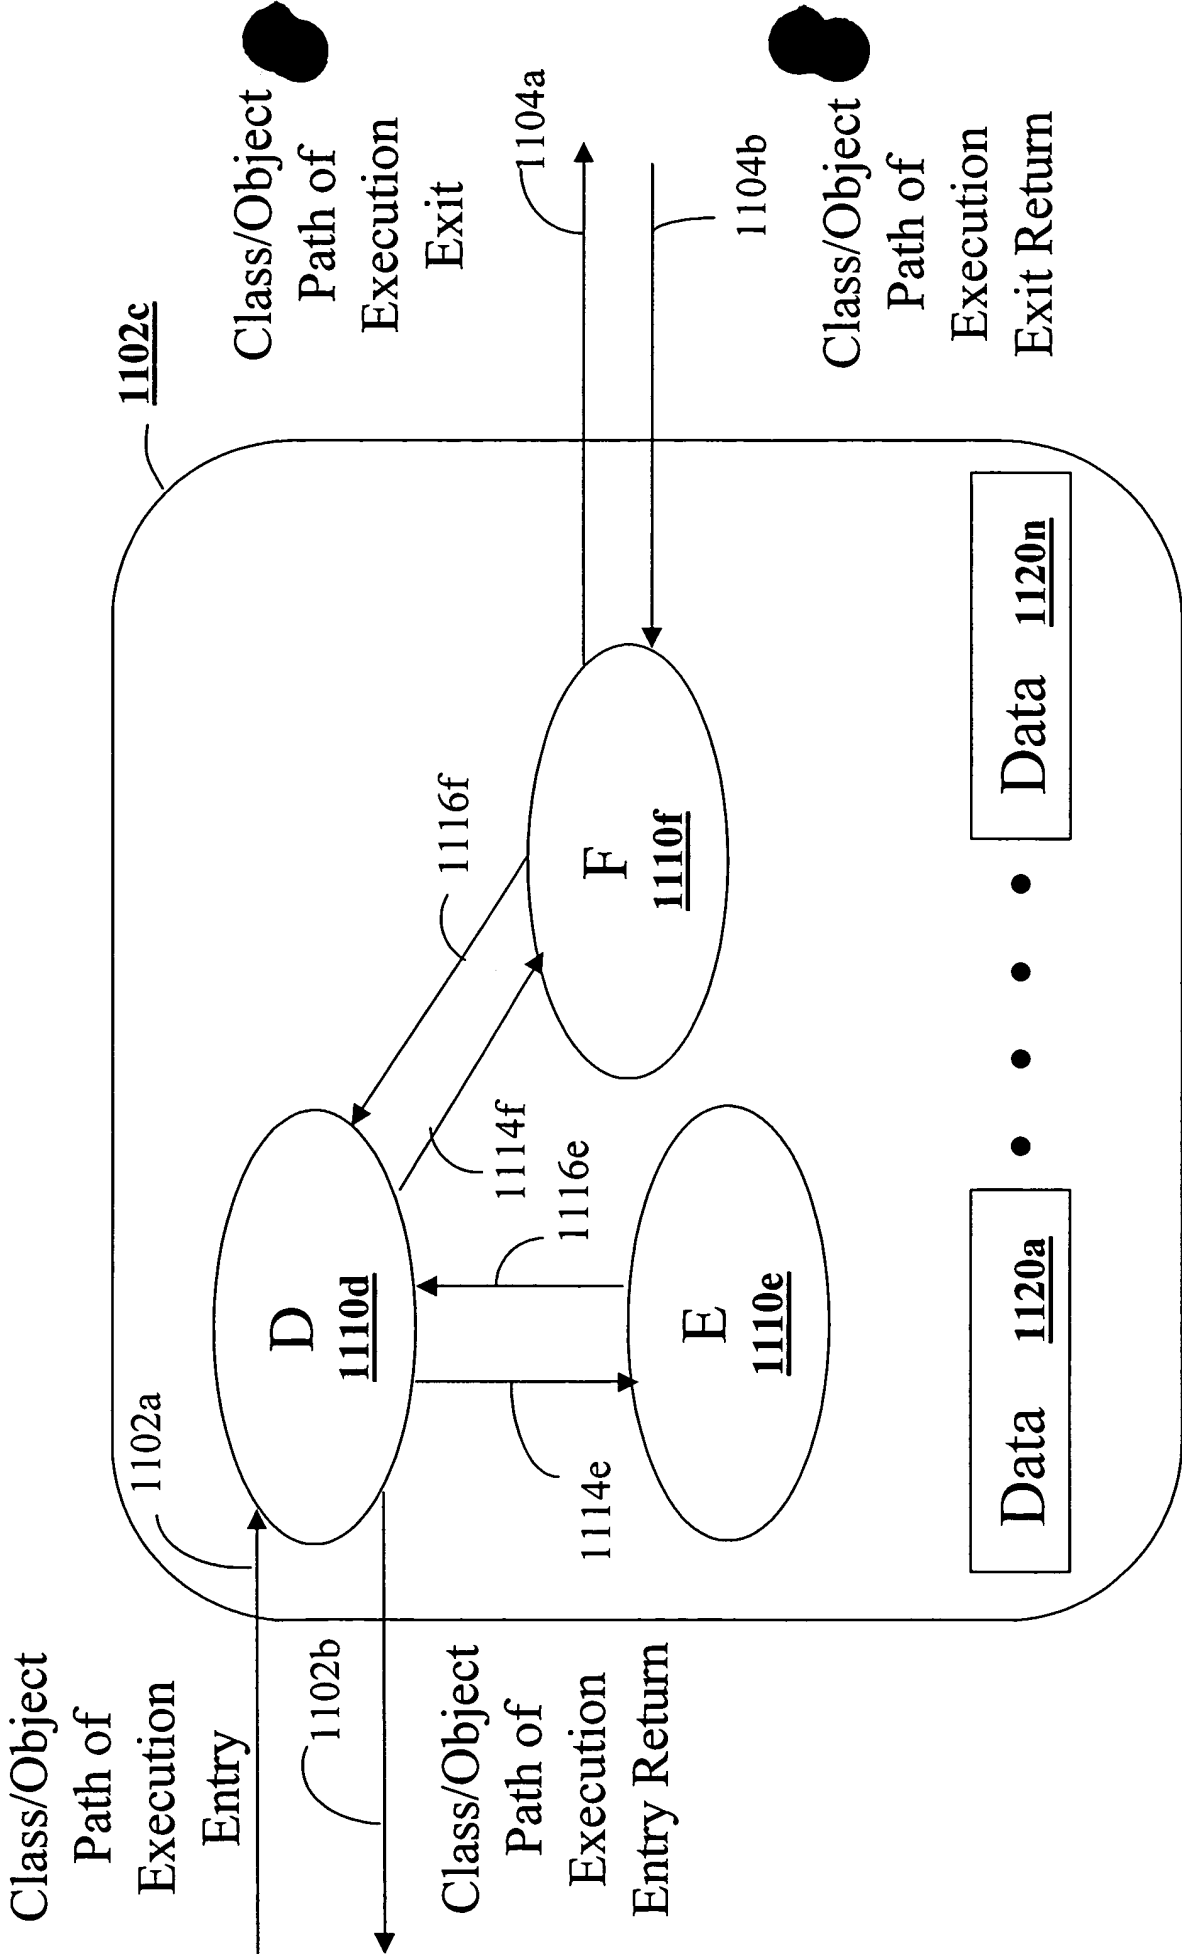 Class/Object
Path of
Execution
Entry
1102a
1102b
Class/Object
Path of
Execution
Entry Return
1102c
D
1110d
1114e
1116e
E
1110e
1114f
1116f
F
1110f
Data 1120a
Data 1120n
Class/Object
Path of
Execution
Exit
1104a
1104b
Class/Object
Path of
Execution
Exit Return